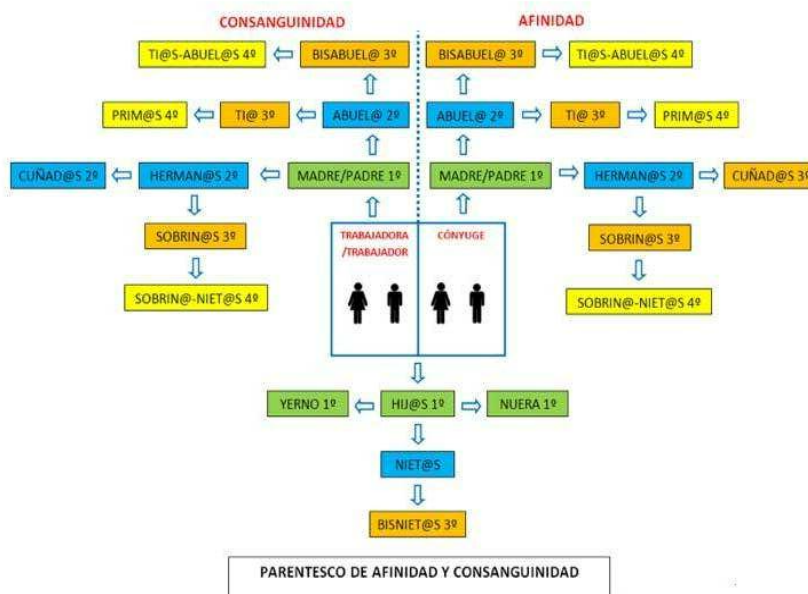 CONSANGUINIDAD
AFINIDAD
TI@S-ABUEL@S 4º
BISABUEL@ 3º
BISABUEL@ 3º
TI@S-ABUEL@S 4º
PRIM@S 4º
TI@ 3º
ABUEL@ 2º
ABUEL@ 2º
TI@ 3º
PRIM@S 4º
CUÑAD@S 2º
HERMAN@S 2º
MADRE/PADRE 1º
MADRE/PADRE 1º
HERMAN@S 2º
CUÑAD@S 3º
SOBRIN@S 3º
TRABAJADORA
/TRABAJADOR
CÓNYUGE
SOBRIN@S 3º
SOBRIN@-NIET@S 4º
SOBRIN@-NIET@S 4º
YERNO 1º
HIJ@S 1º
NUERA 1º
NIET@S
BISNIET@S 3º
PARENTESCO DE AFINIDAD Y CONSANGUINIDAD